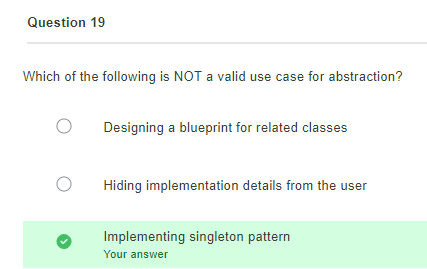 Question 19
Which of the following is NOT a valid use case for abstraction?
Designing a blueprint for related classes
Hiding implementation details from the user
Implementing singleton pattern
Your answer